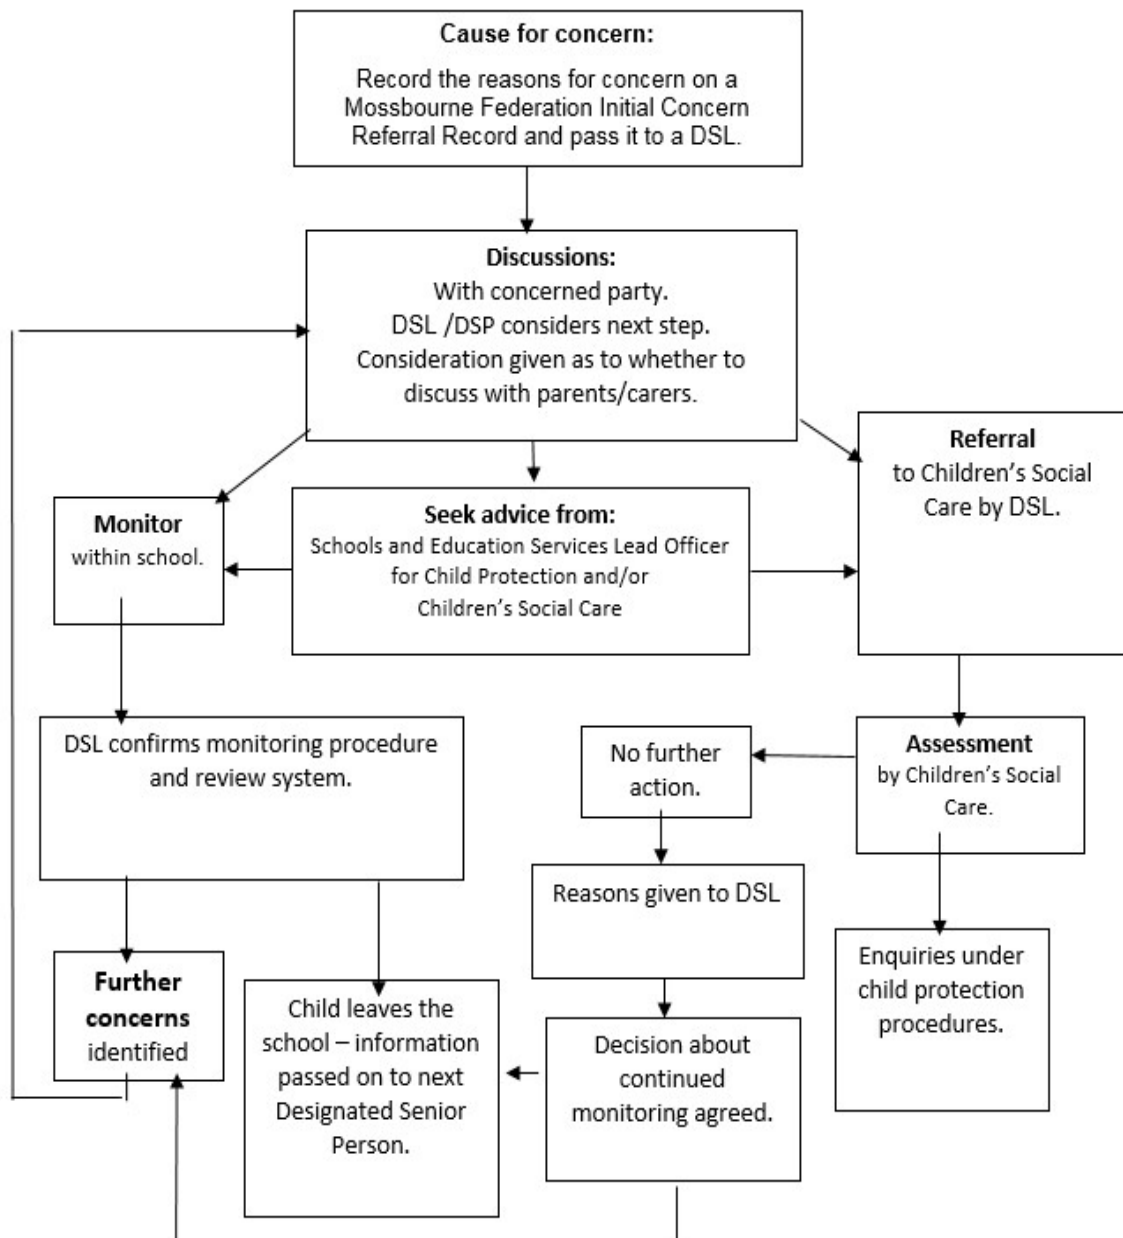 Cause for concern:
Record the reasons for concern on a
Mossbourne Federation Initial Concern
Referral Record and pass it to a DSL.
Discussions:
With concerned party.
DSL /DSP considers next step.
Consideration given as to whether to
discuss with parents/carers.
Referral
to Children’s Social
Care by DSL.
Monitor
within school.
Seek advice from:
Schools and Education Services Lead Officer
for Child Protection and/or
Children’s Social Care
DSL confirms monitoring procedure
and review system.
No further
action.
Assessment
by Children’s Social
Care.
Reasons given to DSL
Further
concerns
identified
Child leaves the
school – information
passed on to next
Designated Senior
Person.
Decision about
continued
monitoring agreed.
Enquiries under
child protection
procedures.